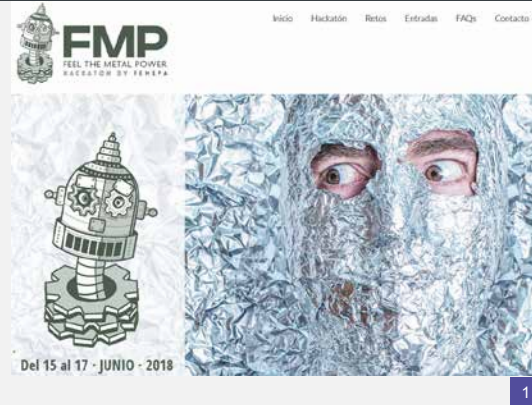 FMP
FEEL THE METAL POWER
HACKATON BY FEMEPA
Inicio Hackatón Retos Entradas FAQs Contacto
Del 15 al 17 - JUNIO - 2018
1